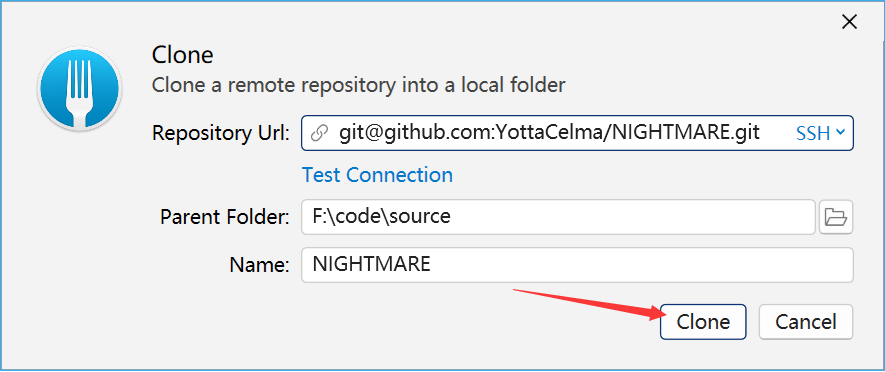 Clone
Clone a remote repository into a local folder
Repository Url: git@github.com:YottaCelma/NIGHTMARE.git SSH
Test Connection
Parent Folder: F:\code\source
Name: NIGHTMARE
Clone Cancel